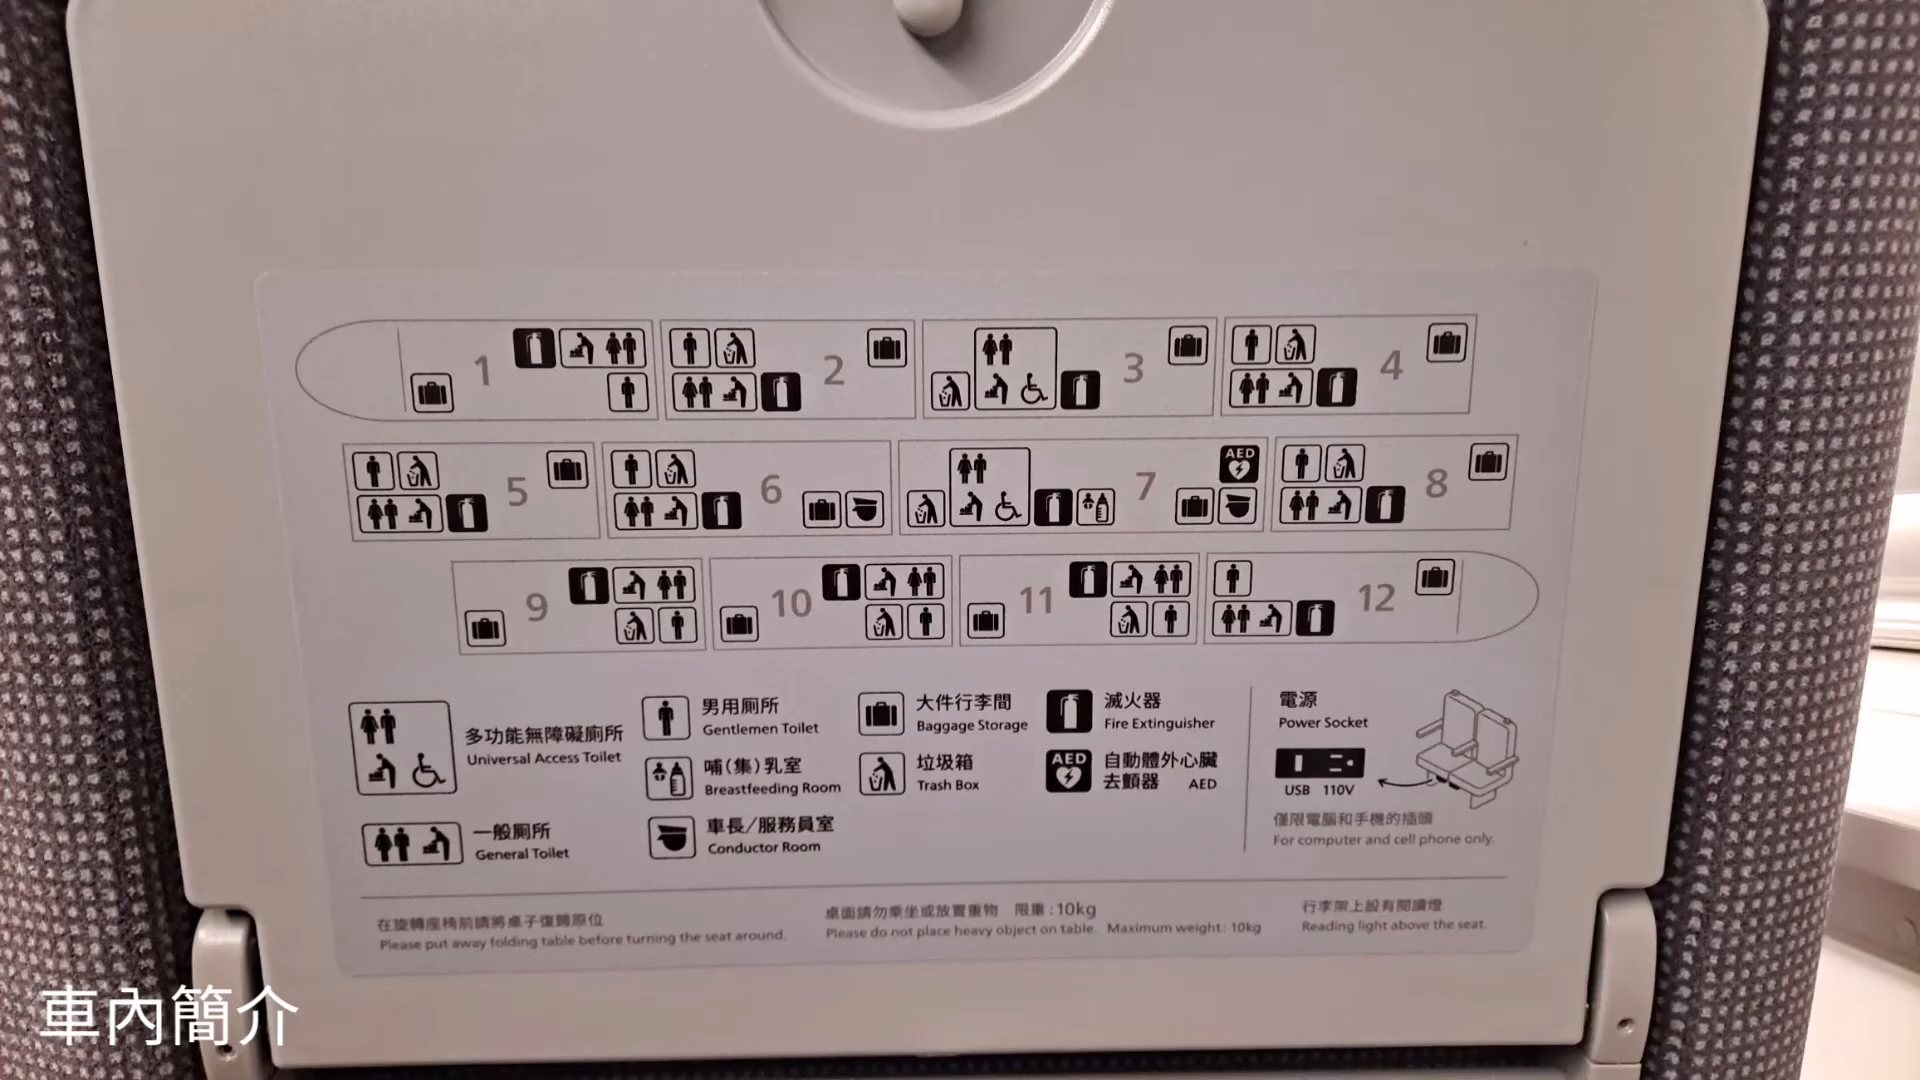 1
2
3
4
5
6
AED
7
8
9
10
11
12
多功能無障礙廁所
Universal Access Toilet
男用廁所
Gentlemen Toilet
大件行李間
Baggage Storage
滅火器
Fire Extinguisher
電源
Power Socket
哺(集)乳室
Breastfeeding Room
垃圾箱
Trash Box
AED
自動體外心臟
去顫器 AED
USB 110V
一般廁所
General Toilet
車長/服務員室
Conductor Room
僅限電腦和手機的插頭
For computer and cell phone only.
在旋轉座椅前請將桌子復歸原位
Please put away folding table before turning the seat around.
桌面請勿乘坐或放置重物 限重:10kg
Please do not place heavy object on table. Maximum weight: 10kg
行李架上設有閱讀燈
Reading light above the seat.
車內簡介